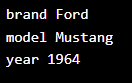 brand Ford
model Mustang
year 1964